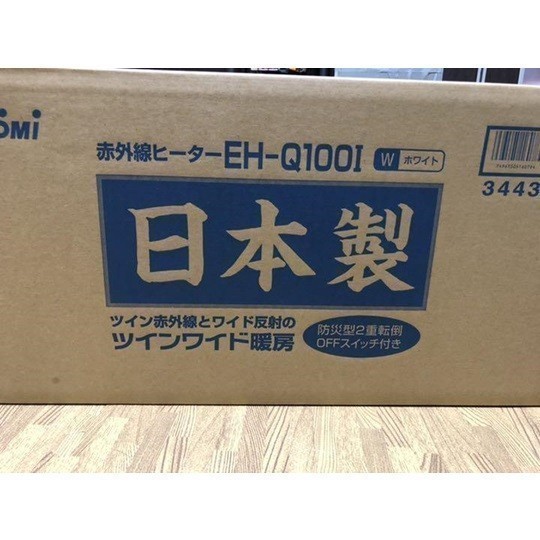 omi
赤外線ヒーターEH-Q100I W ホワイト
3443
日本製
ツイン赤外線とワイド反射の
ツインワイド暖房
防災型2重転倒
OFFスイッチ付き